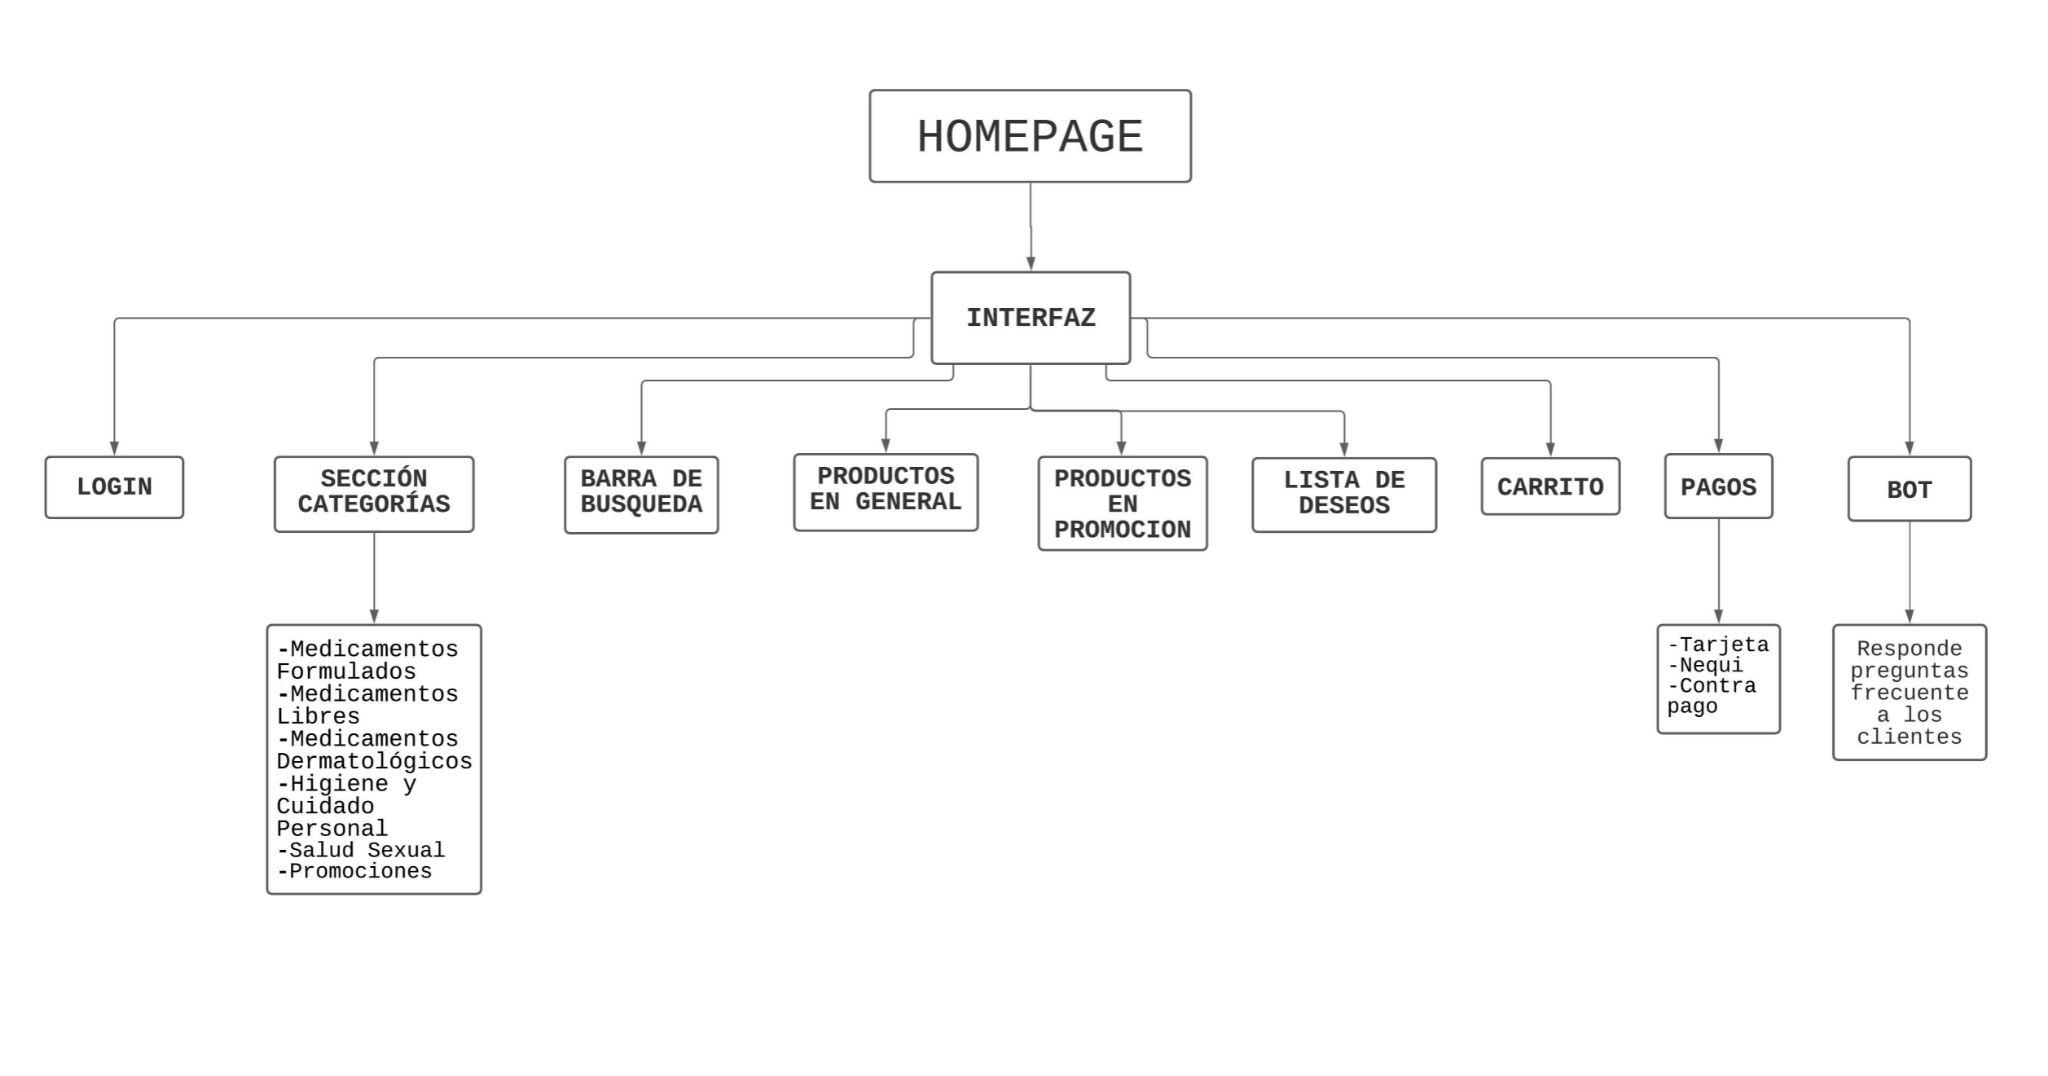 HOMEPAGE
INTERFAZ
LOGIN
SECCIÓN
CATEGORÍAS
BARRA DE
BUSQUEDA
PRODUCTOS
EN GENERAL
PRODUCTOS
EN
PROMOCION
LISTA DE
DESEOS
CARRITO
PAGOS
BOT
-Medicamentos
Formulados
-Medicamentos
Libres
-Medicamentos
Dermatológicos
-Higiene y
Cuidado
Personal
-Salud Sexual
-Promociones
-Tarjeta
-Nequi
-Contra
pago
Responde
preguntas
frecuente
a los
clientes